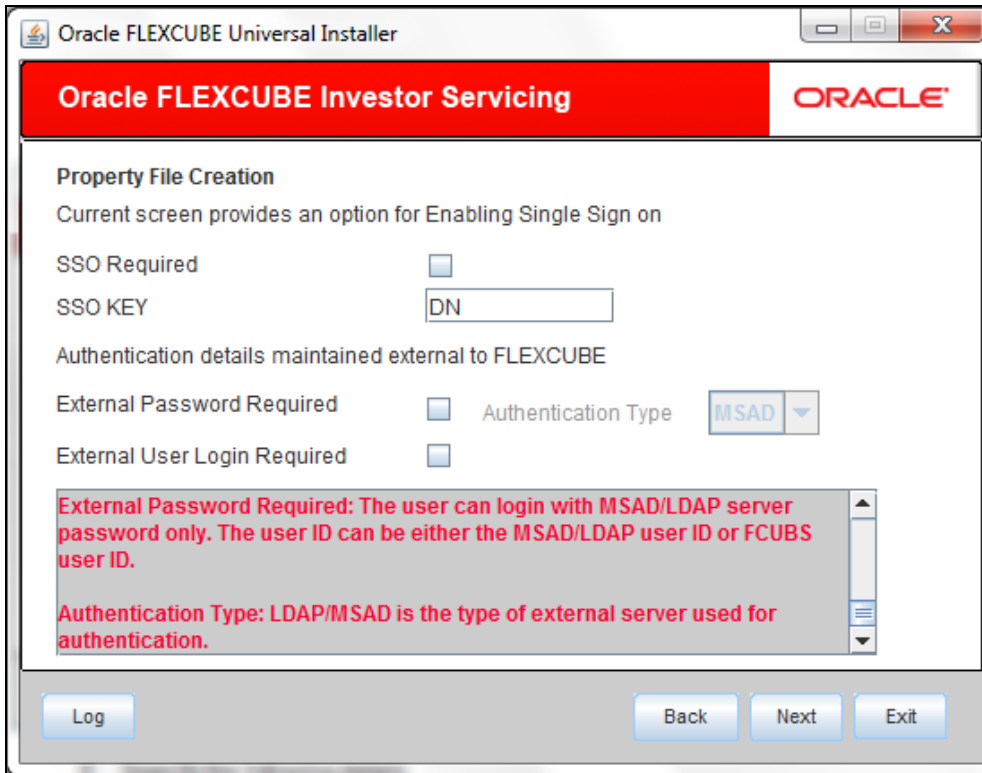 Oracle FLEXCUBE Universal Installer
Oracle FLEXCUBE Investor Servicing
ORACLE®
Property File Creation
Current screen provides an option for Enabling Single Sign on
SSO Required
SSO KEY
DN
Authentication details maintained external to FLEXCUBE
External Password Required
Authentication Type
MSAD
External User Login Required
External Password Required: The user can login with MSAD/LDAP server
password only. The user ID can be either the MSAD/LDAP user ID or FCUBS
user ID.
Authentication Type: LDAP/MSAD is the type of external server used for
authentication.
Log
Back
Next
Exit